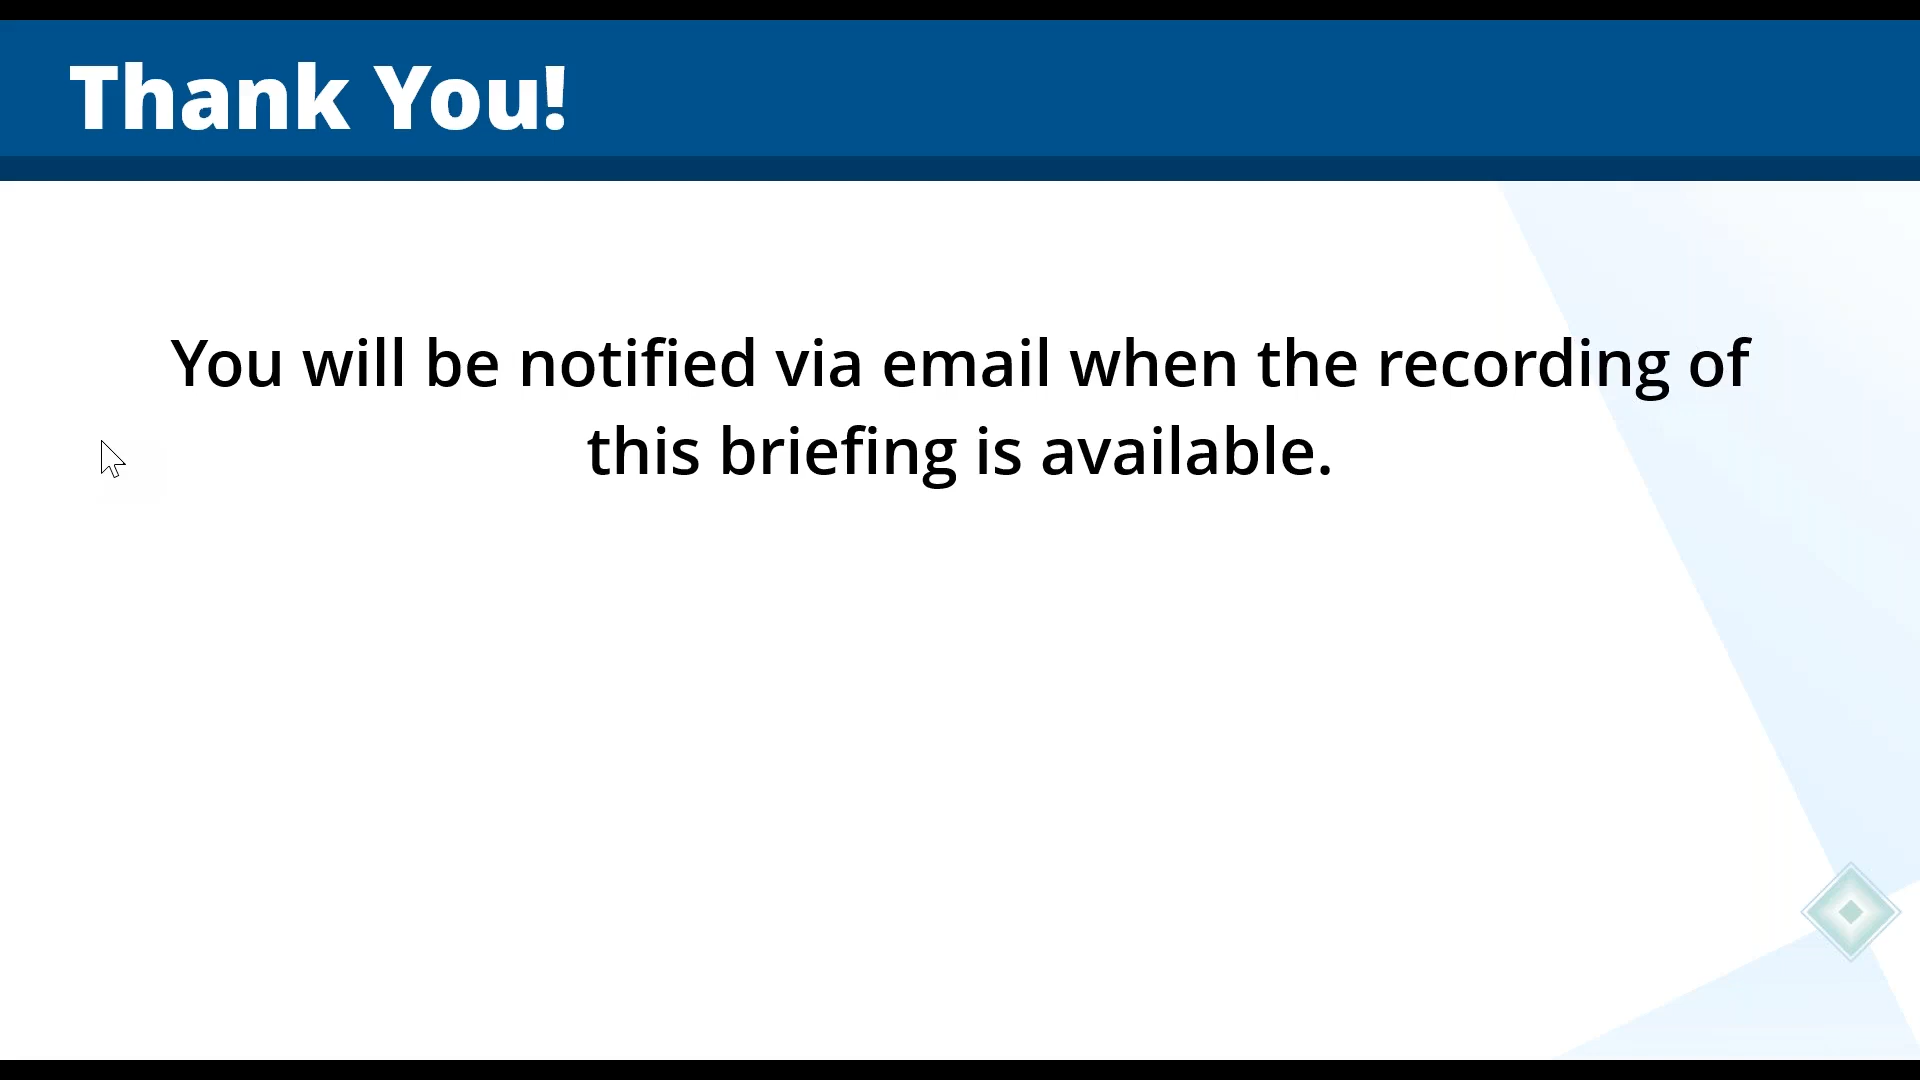 Thank You!
You will be notified via email when the recording of
this briefing is available.